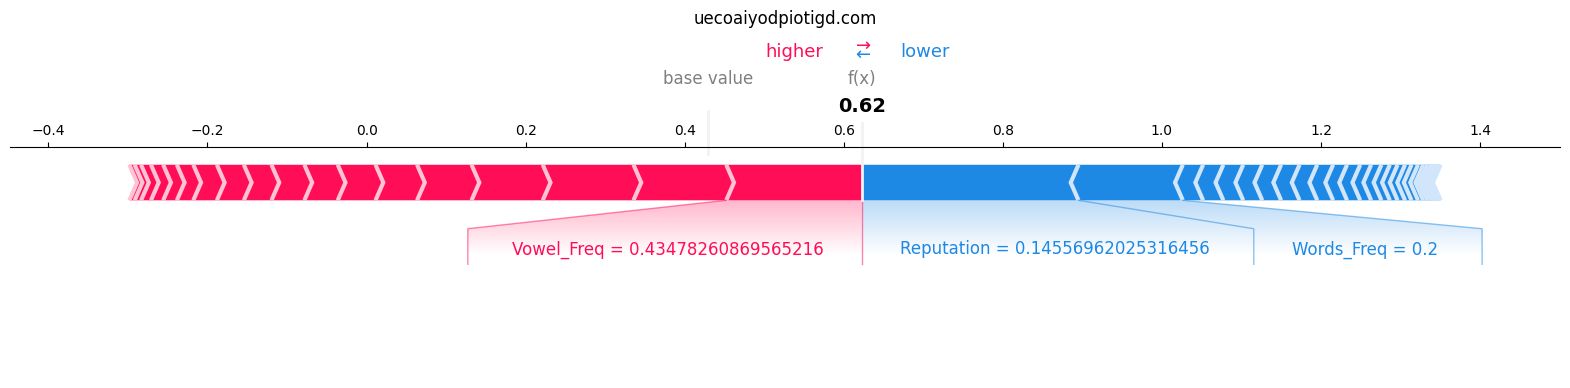 uecoaiyodpiotigd.com
higher → ← lower
base value f(x)
0.62
−0.4 −0.2 0.0 0.2 0.4 0.6 0.8 1.0 1.2 1.4
Vowel_Freq = 0.43478260869565216 Reputation = 0.14556962025316456 Words_Freq = 0.2